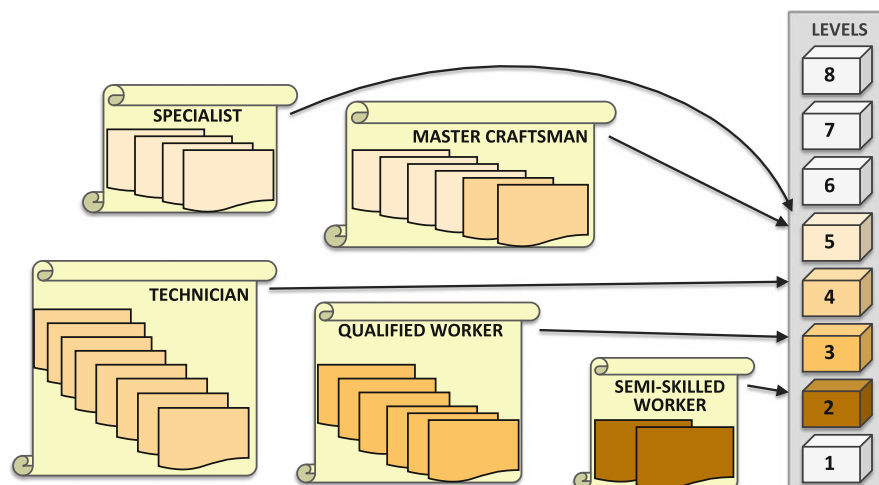 LEVELS
8
SPECIALIST
MASTER CRAFTSMAN
7
6
5
TECHNICIAN
4
QUALIFIED WORKER
3
SEMI-SKILLED
WORKER
2
1